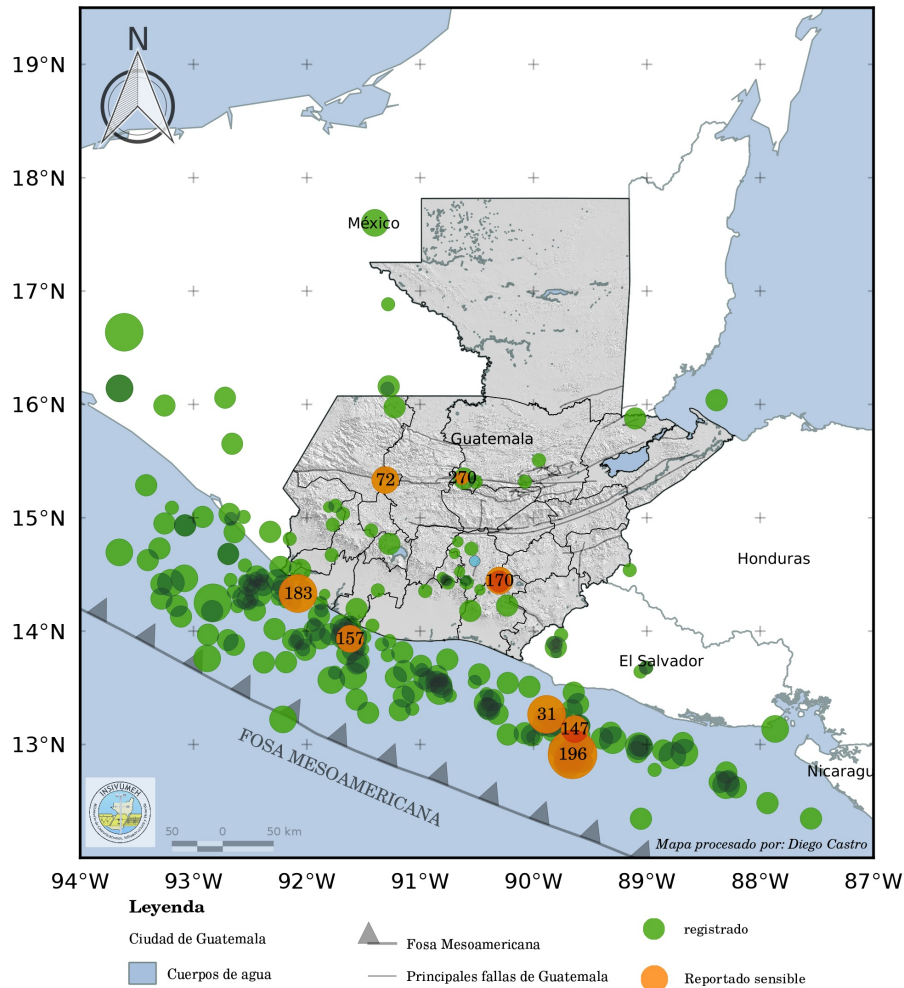 N
19°N
18°N
17°N
16°N
15°N
14°N
13°N
México
Guatemala
Honduras
El Salvador
Nicaragu
72
270
170
183
157
31
147
196
FOSA MESOAMERICANA
INSIVUMEH
50 0 50 km
Mapa procesado por: Diego Castro
94°W 93°W 92°W 91°W 90°W 89°W 88°W 87°W
Leyenda
Ciudad de Guatemala
Cuerpos de agua
Fosa Mesoamericana
Principales fallas de Guatemala
registrado
Reportado sensible